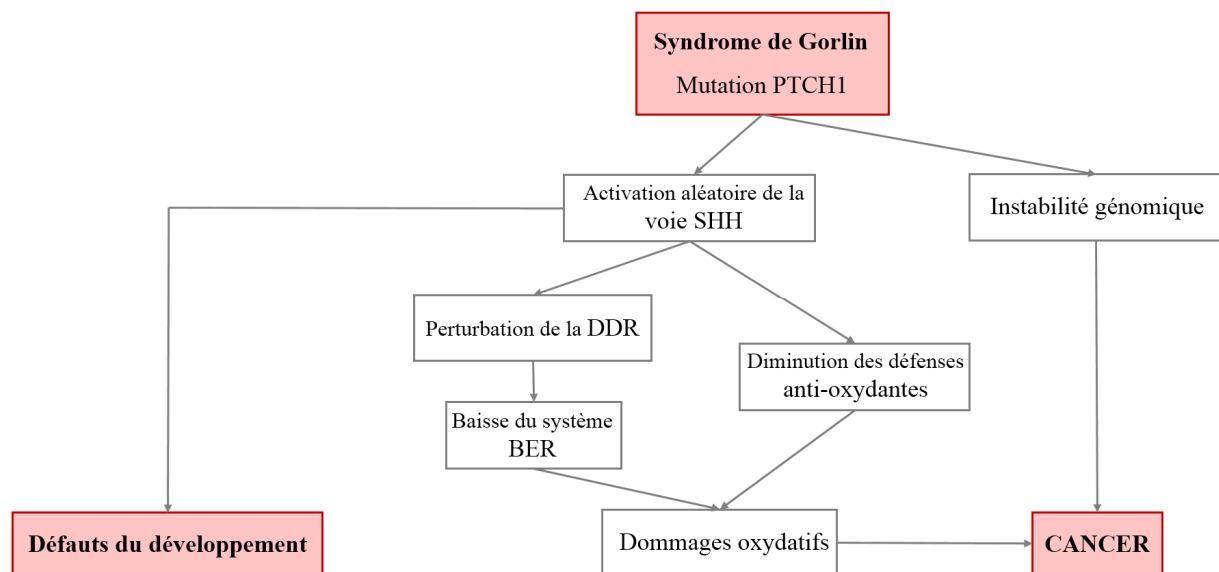 Syndrome de Gorlin
Mutation PTCH1
Activation aléatoire de la
voie SHH
Instabilité génomique
Perturbation de la DDR
Diminution des défenses
anti-oxydantes
Baisse du système
BER
Défauts du développement
Dommages oxydatifs
CANCER